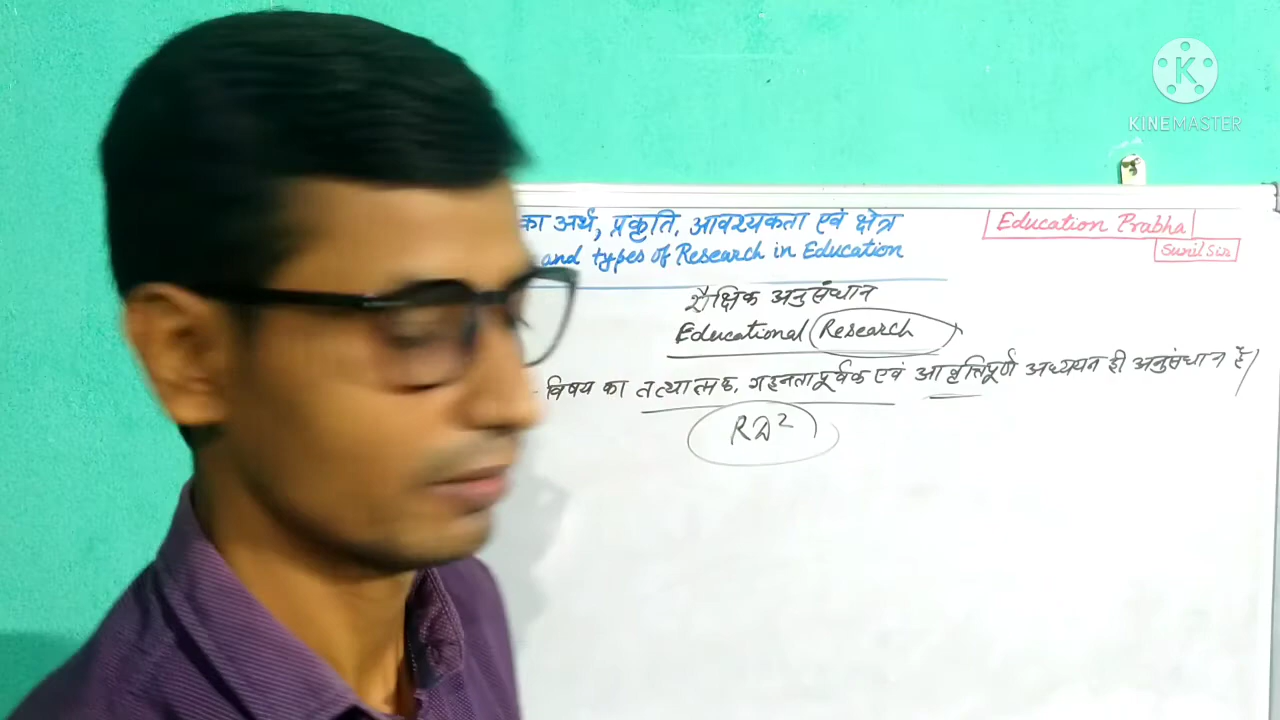 का अर्थ, प्रकृति, आवश्यकता एवं क्षेत्र
and types of Research in Education
Education Prabha
Sunil Sir
शैक्षिक अनुसंधान
Educational Research
विषय का तत्यात्मक, गहनतापूर्वक एवं आवृत्तिपूर्ण अध्ययन ही अनुसंधान है|
RD²
KINEMASTER